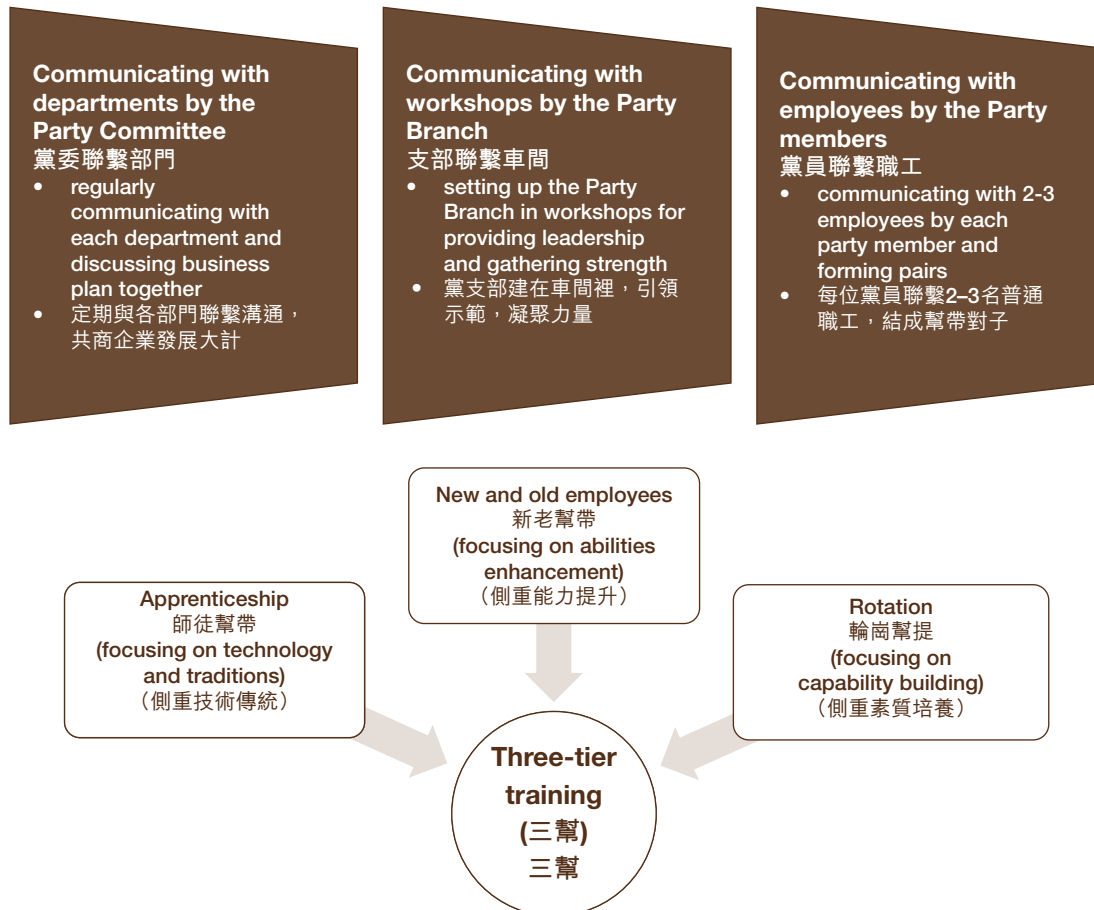 Communicating with
departments by the
Party Committee
黨委聯繫部門
• regularly
communicating with
each department and
discussing business
plan together
• 定期與各部門聯繫溝通，
共商企業發展大計
Communicating with
workshops by the Party
Branch
支部聯繫車間
• setting up the Party
Branch in workshops for
providing leadership
and gathering strength
• 黨支部建在車間裡，引領
示範，凝聚力量
Communicating with
employees by the Party
members
黨員聯繫職工
• communicating with 2-3
employees by each
party member and
forming pairs
• 每位黨員聯繫2–3名普通
職工，結成幫帶對子
New and old employees
新老幫帶
(focusing on abilities
enhancement)
（側重能力提升）
Apprenticeship
師徒幫帶
(focusing on technology
and traditions)
（側重技術傳統）
Rotation
輪崗幫提
(focusing on
capability building)
（側重素質培養）
Three-tier
training
(三幫)
三幫